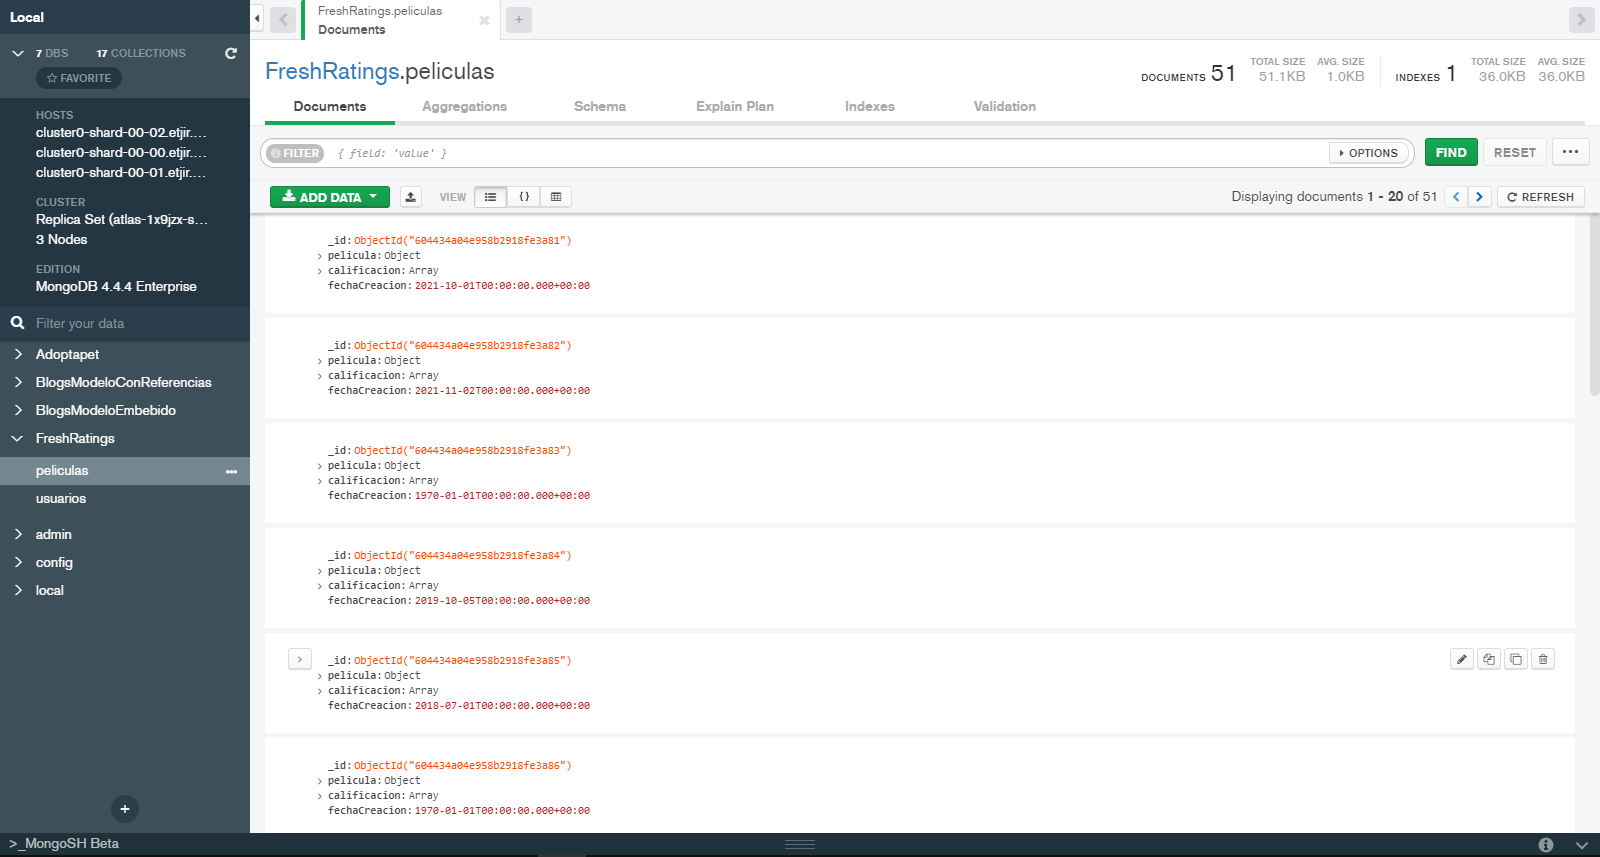 Local
7 DBS 17 COLLECTIONS
FAVORITE
HOSTS
cluster0-shard-00-02.etjir....
cluster0-shard-00-00.etjir....
cluster0-shard-00-01.etjir....
CLUSTER
Replica Set (atlas-1x9jzx-s...
3 Nodes
EDITION
MongoDB 4.4.4 Enterprise
Filter your data
Adoptapet
BlogsModeloConReferencias
BlogsModeloEmbebido
FreshRatings
peliculas
usuarios
admin
config
local
FreshRatings.peliculas
Documents
FreshRatings.peliculas
DOCUMENTS 51
TOTAL SIZE 51.1KB
AVG. SIZE 1.0KB
INDEXES 1
TOTAL SIZE 36.0KB
AVG. SIZE 36.0KB
Documents Aggregations Schema Explain Plan Indexes Validation
FILTER { field: 'value' } OPTIONS FIND RESET
ADD DATA VIEW { } Displaying documents 1 - 20 of 51 REFRESH
_id: ObjectId("604434a04e958b2918fe3a81")
pelicula: Object
calificacion: Array
fechaCreacion: 2021-10-01T00:00:00.000+00:00
_id: ObjectId("604434a04e958b2918fe3a82")
pelicula: Object
calificacion: Array
fechaCreacion: 2021-11-02T00:00:00.000+00:00
_id: ObjectId("604434a04e958b2918fe3a83")
pelicula: Object
calificacion: Array
fechaCreacion: 1970-01-01T00:00:00.000+00:00
_id: ObjectId("604434a04e958b2918fe3a84")
pelicula: Object
calificacion: Array
fechaCreacion: 2019-10-05T00:00:00.000+00:00
_id: ObjectId("604434a04e958b2918fe3a85")
pelicula: Object
calificacion: Array
fechaCreacion: 2018-07-01T00:00:00.000+00:00
_id: ObjectId("604434a04e958b2918fe3a86")
pelicula: Object
calificacion: Array
fechaCreacion: 1970-01-01T00:00:00.000+00:00
>_MongoSH Beta